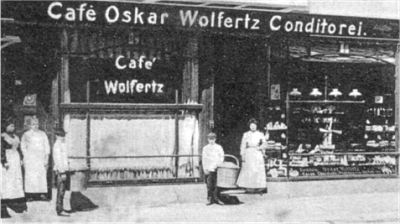 Café Oskar Wolfertz Conditorei.
Café
Wolfertz